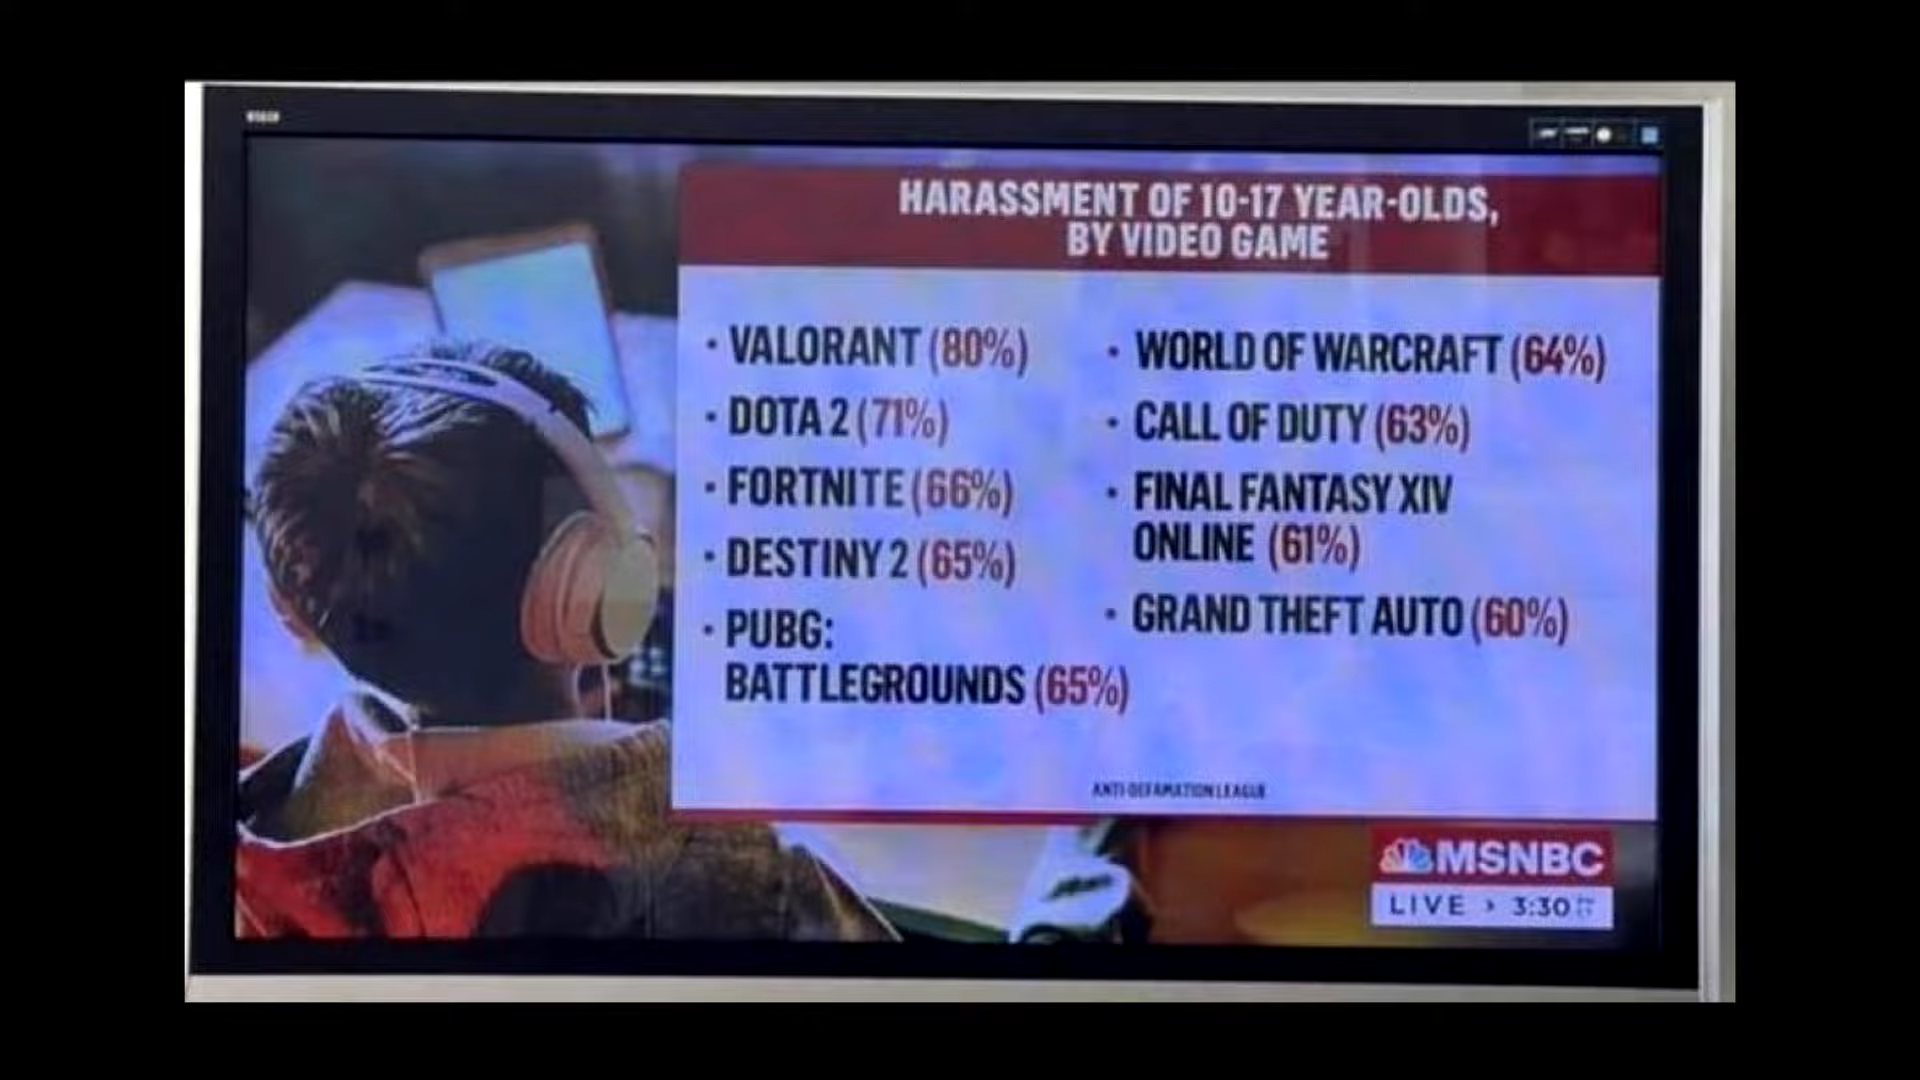 HARASSMENT OF 10-17 YEAR-OLDS,
BY VIDEO GAME
· VALORANT (80%)
· DOTA 2 (71%)
· FORTNITE (66%)
· DESTINY 2 (65%)
· PUBG:
BATTLEGROUNDS (65%)
· WORLD OF WARCRAFT (64%)
· CALL OF DUTY (63%)
· FINAL FANTASY XIV
ONLINE (61%)
· GRAND THEFT AUTO (60%)
ANTI-DEFAMATION LEAGUE
MSNBC
LIVE › 3:30